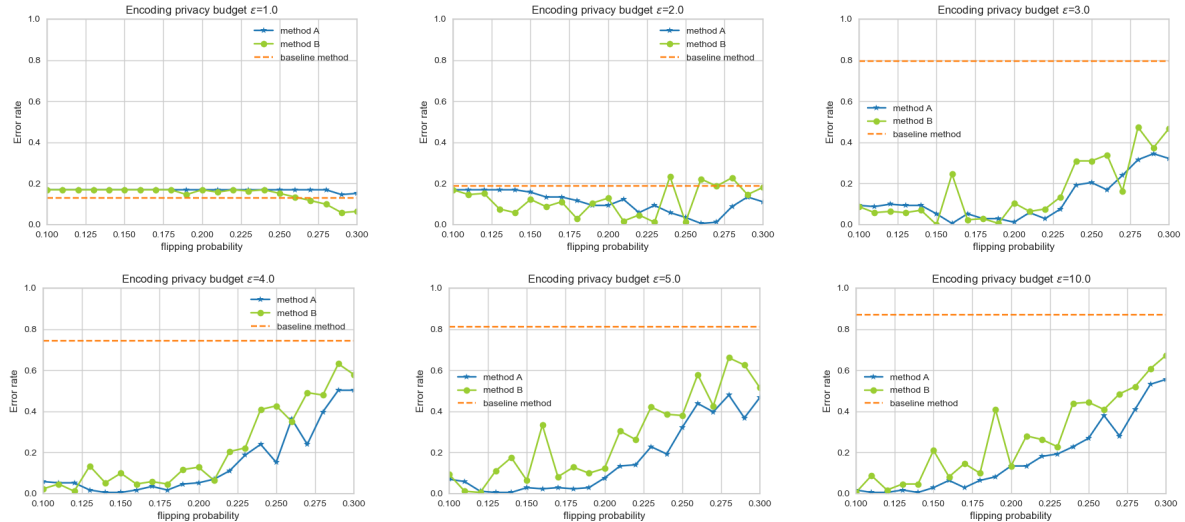 Encoding privacy budget ε=1.0
1.0
0.8
0.6
0.4
0.2
0.0
Error rate
method A
method B
baseline method
0.100 0.125 0.150 0.175 0.200 0.225 0.250 0.275 0.300
flipping probability
Encoding privacy budget ε=2.0
1.0
0.8
0.6
0.4
0.2
0.0
Error rate
method A
method B
baseline method
0.100 0.125 0.150 0.175 0.200 0.225 0.250 0.275 0.300
flipping probability
Encoding privacy budget ε=3.0
1.0
0.8
0.6
0.4
0.2
0.0
Error rate
method A
method B
baseline method
0.100 0.125 0.150 0.175 0.200 0.225 0.250 0.275 0.300
flipping probability
Encoding privacy budget ε=4.0
1.0
0.8
0.6
0.4
0.2
0.0
Error rate
method A
method B
baseline method
0.100 0.125 0.150 0.175 0.200 0.225 0.250 0.275 0.300
flipping probability
Encoding privacy budget ε=5.0
1.0
0.8
0.6
0.4
0.2
0.0
Error rate
method A
method B
baseline method
0.100 0.125 0.150 0.175 0.200 0.225 0.250 0.275 0.300
flipping probability
Encoding privacy budget ε=10.0
1.0
0.8
0.6
0.4
0.2
0.0
Error rate
method A
method B
baseline method
0.100 0.125 0.150 0.175 0.200 0.225 0.250 0.275 0.300
flipping probability